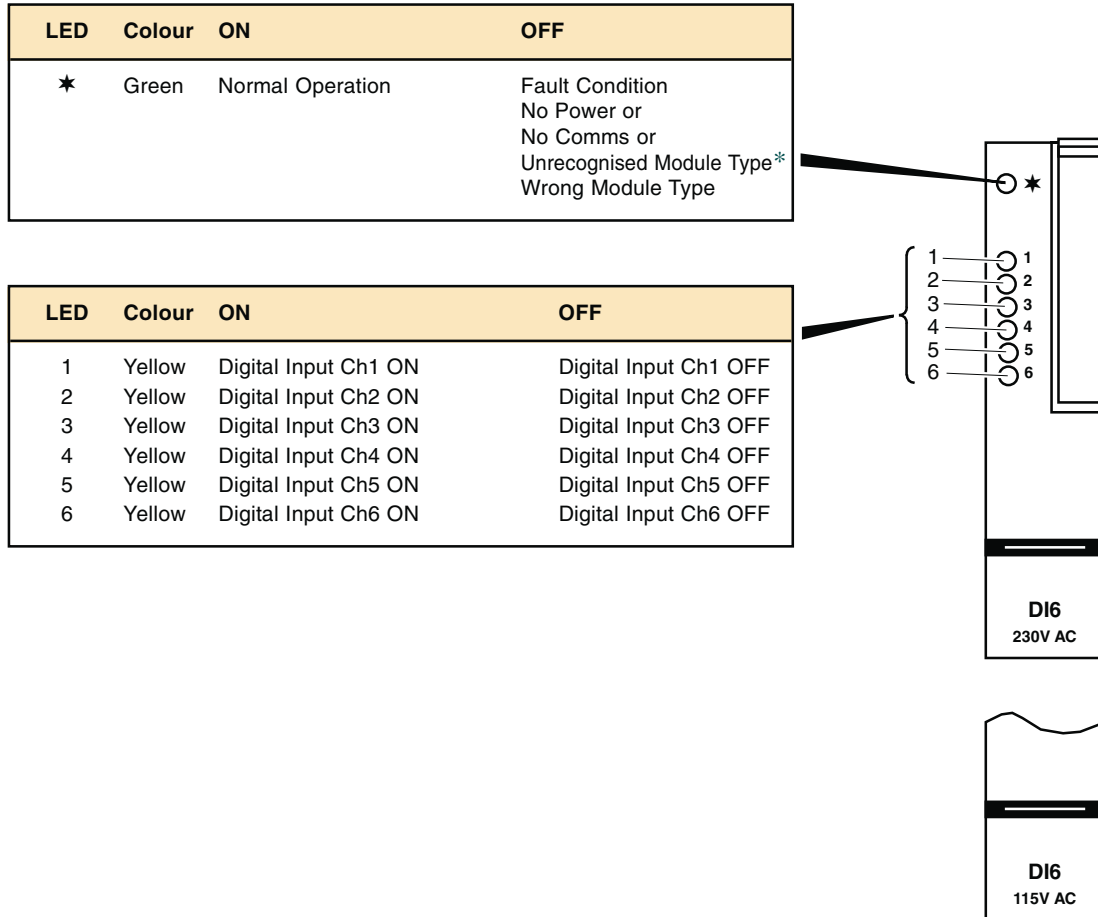 LED Colour ON OFF
✶ Green Normal Operation Fault Condition
No Power or
No Comms or
Unrecognised Module Type*
Wrong Module Type
✶
LED Colour ON OFF
1 Yellow Digital Input Ch1 ON Digital Input Ch1 OFF
2 Yellow Digital Input Ch2 ON Digital Input Ch2 OFF
3 Yellow Digital Input Ch3 ON Digital Input Ch3 OFF
4 Yellow Digital Input Ch4 ON Digital Input Ch4 OFF
5 Yellow Digital Input Ch5 ON Digital Input Ch5 OFF
6 Yellow Digital Input Ch6 ON Digital Input Ch6 OFF
1 1
2 2
3 3
4 4
5 5
6 6
DI6
230V AC
DI6
115V AC